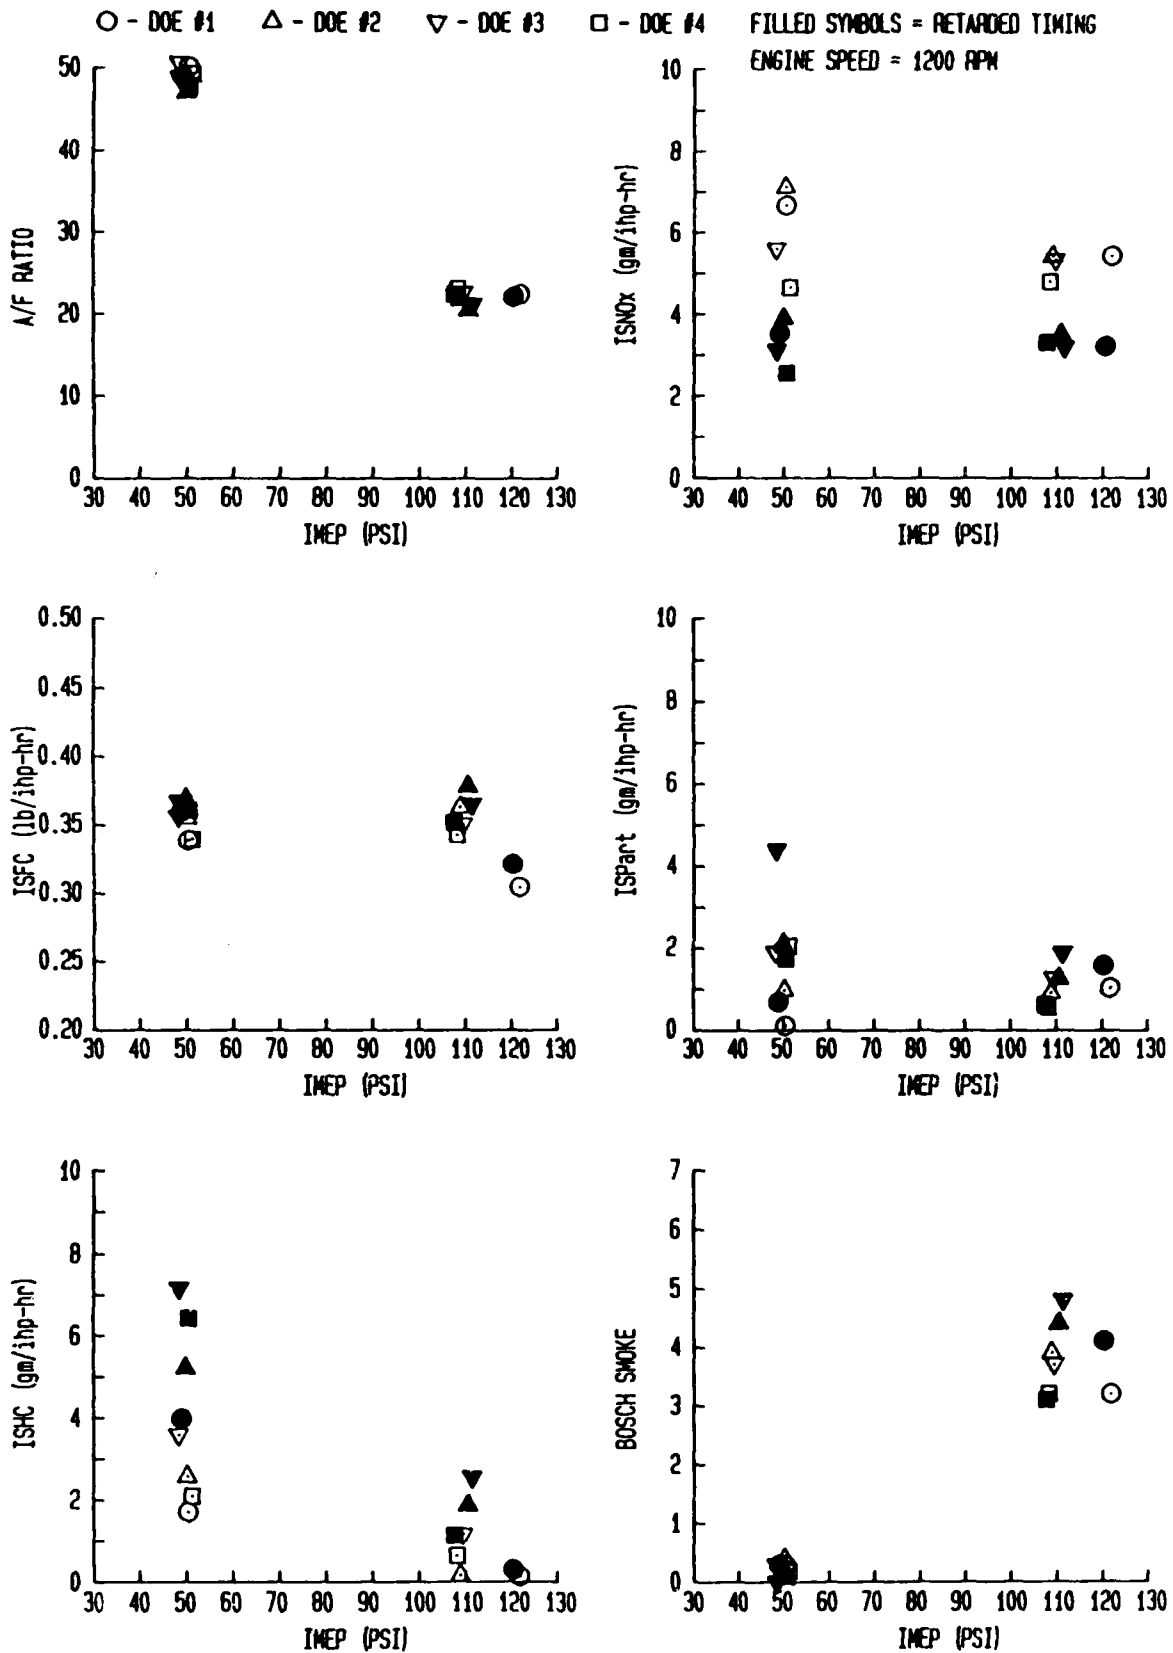 ○ - DOE #1 △ - DOE #2 ▽ - DOE #3 □ - DOE #4 FILLED SYMBOLS = RETARDED TIMING
ENGINE SPEED = 1200 RPM
50
40
30
20
10
0
A/F RATIO
30 40 50 60 70 80 90 100 110 120 130
IMEP (PSI)
10
8
6
4
2
0
ISNOx (gm/ihp-hr)
30 40 50 60 70 80 90 100 110 120 130
IMEP (PSI)
0.50
0.45
0.40
0.35
0.30
0.25
0.20
ISFC (lb/ihp-hr)
30 40 50 60 70 80 90 100 110 120 130
IMEP (PSI)
10
8
6
4
2
0
ISPart (gm/ihp-hr)
30 40 50 60 70 80 90 100 110 120 130
IMEP (PSI)
10
8
6
4
2
0
ISHC (gm/ihp-hr)
30 40 50 60 70 80 90 100 110 120 130
IMEP (PSI)
7
6
5
4
3
2
1
0
BOSCH SMOKE
30 40 50 60 70 80 90 100 110 120 130
IMEP (PSI)